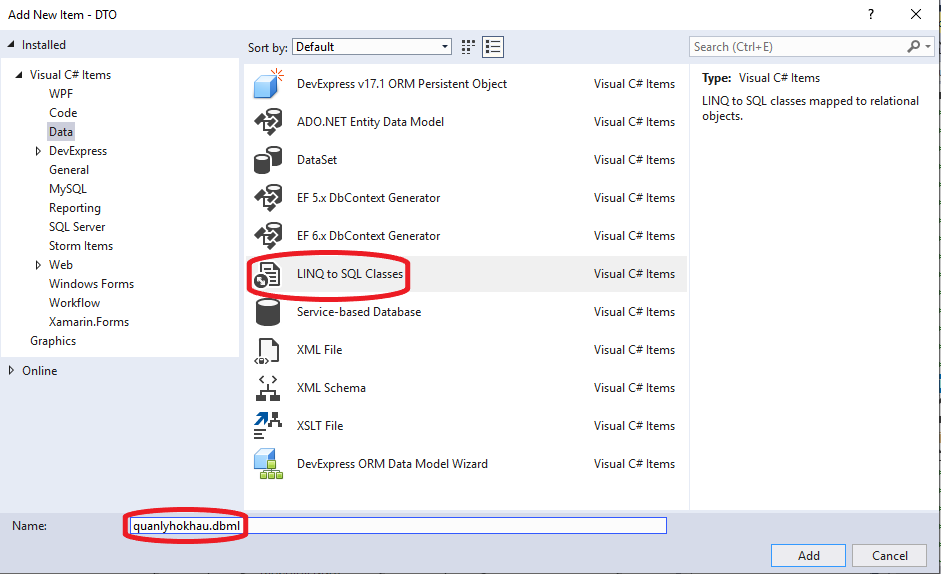 Add New Item - DTO
?
Installed
Sort by:
Default
Search (Ctrl+E)
Visual C# Items
WPF
Code
Data
DevExpress
General
MySQL
Reporting
SQL Server
Storm Items
Web
Windows Forms
Workflow
Xamarin.Forms
Graphics
Online
DevExpress v17.1 ORM Persistent Object Visual C# Items
ADO.NET Entity Data Model Visual C# Items
DataSet Visual C# Items
EF 5.x DbContext Generator Visual C# Items
EF 6.x DbContext Generator Visual C# Items
LINQ to SQL Classes Visual C# Items
Service-based Database Visual C# Items
XML File Visual C# Items
XML Schema Visual C# Items
XSLT File Visual C# Items
DevExpress ORM Data Model Wizard Visual C# Items
Type: Visual C# Items
LINQ to SQL classes mapped to relational
objects.
Name: quanlyhokhau.dbml
Add Cancel